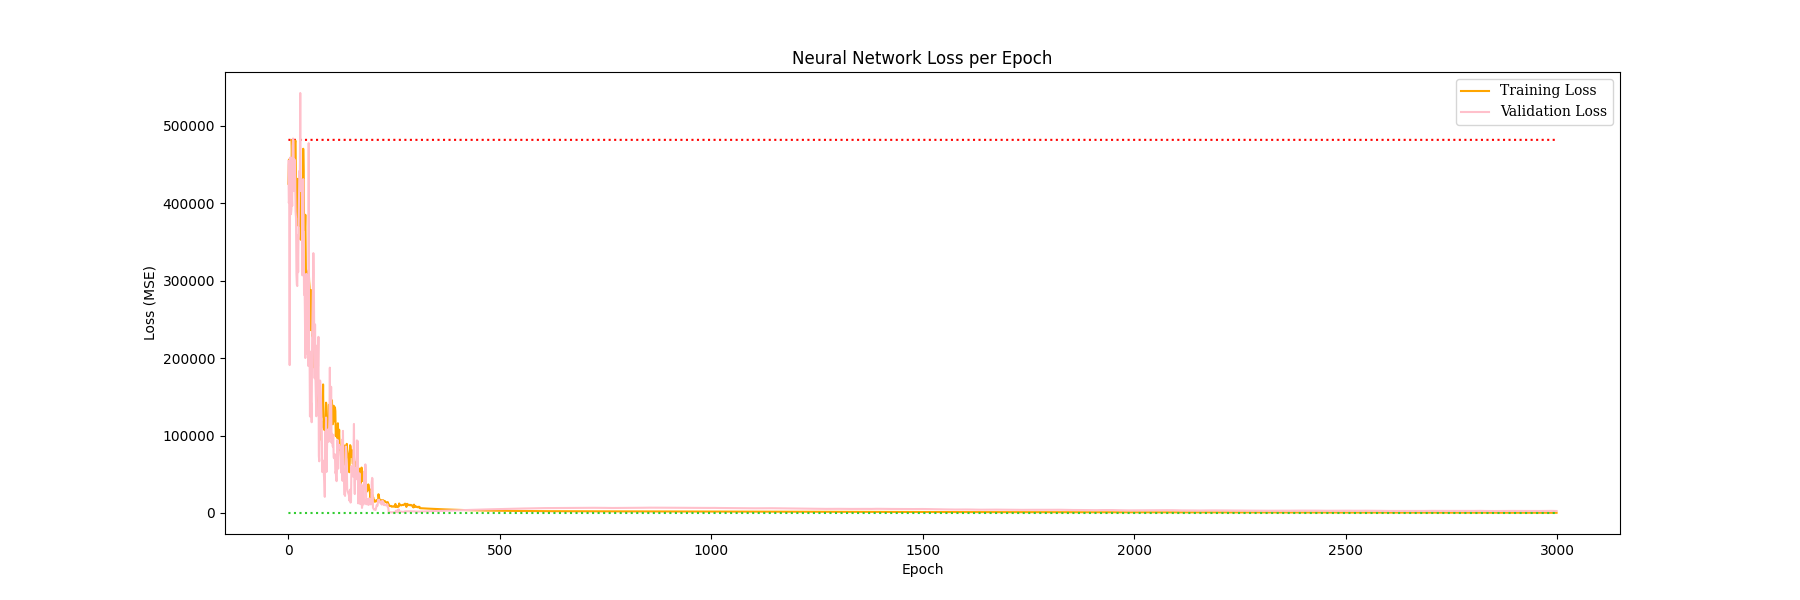 Neural Network Loss per Epoch
Training Loss
Validation Loss
500000
400000
300000
200000
100000
0
Loss (MSE)
0 500 1000 1500 2000 2500 3000
Epoch